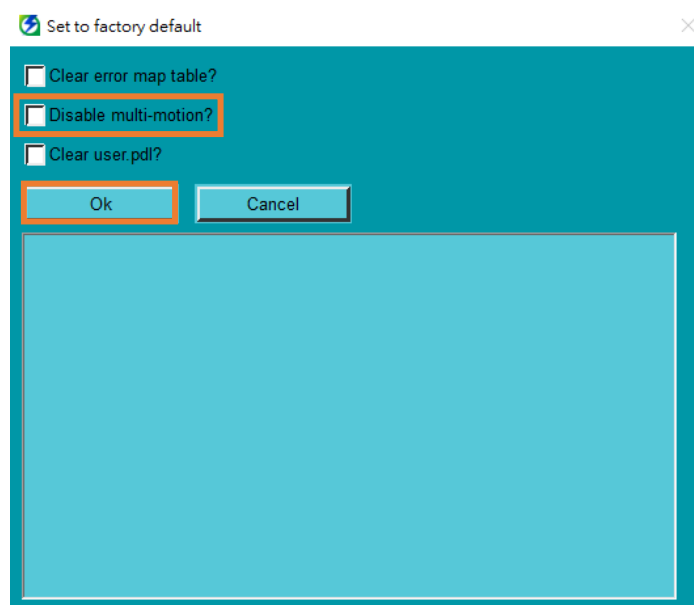 Set to factory default
Clear error map table?
Disable multi-motion?
Clear user.pdl?
Ok Cancel